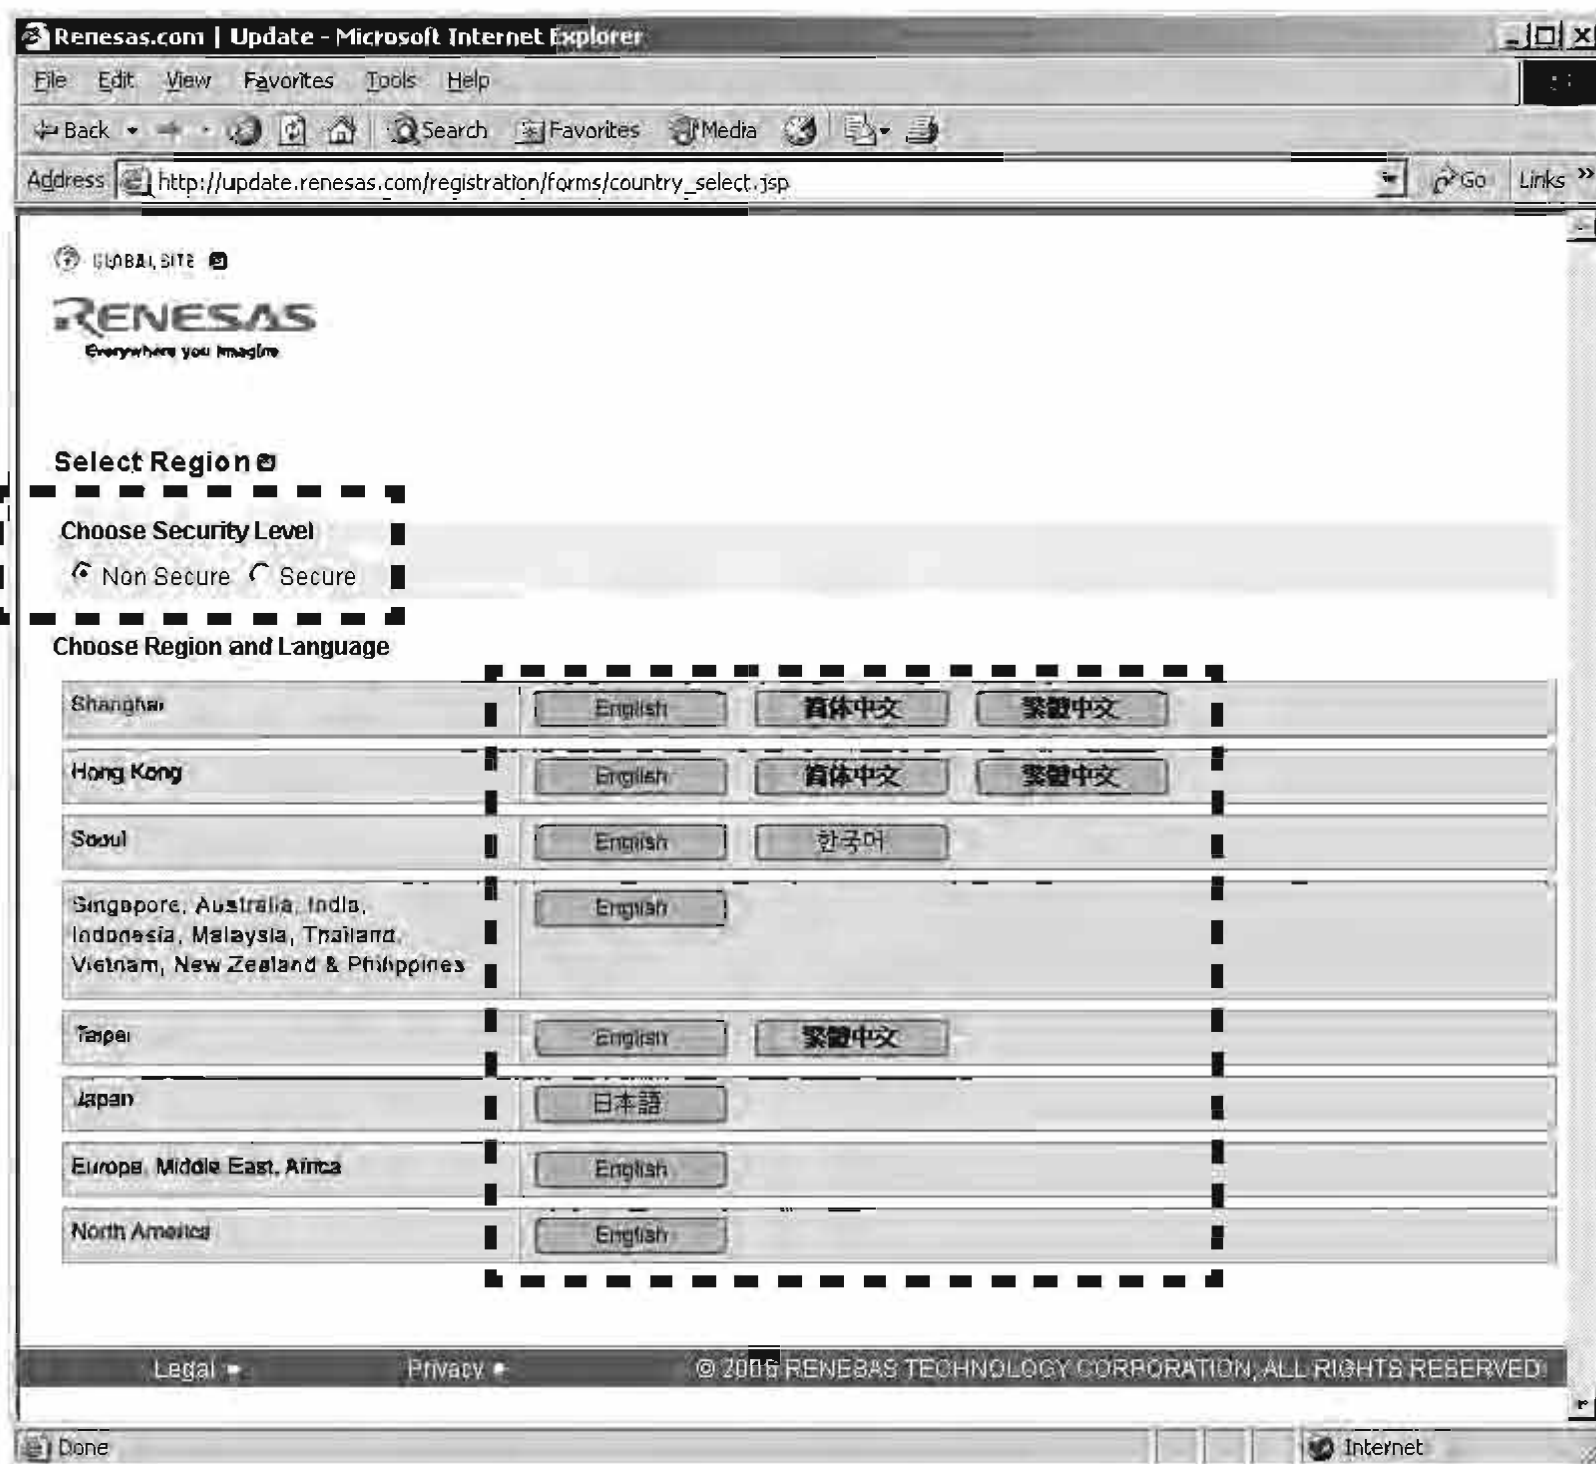 Renesas.com | Update - Microsoft Internet Explorer
File Edit View Favorites Tools Help
Back Search Favorites Media
Address http://update.renesas.com/registration/forms/country_select.jsp Go Links »
GLOBAL SITE
RENESAS
Everywhere you imagine
Select Region
Choose Security Level
Non Secure Secure
Choose Region and Language
Shanghai English 简体中文 繁體中文
Hong Kong English 简体中文 繁體中文
Seoul English 한국어
Singapore, Australia, India, English
Indonesia, Malaysia, Thailand,
Vietnam, New Zealand & Philippines
Taipei English 繁體中文
Japan 日本語
Europe, Middle East, Africa English
North America English
Legal Privacy © 2006 RENESAS TECHNOLOGY CORPORATION, ALL RIGHTS RESERVED
Done Internet